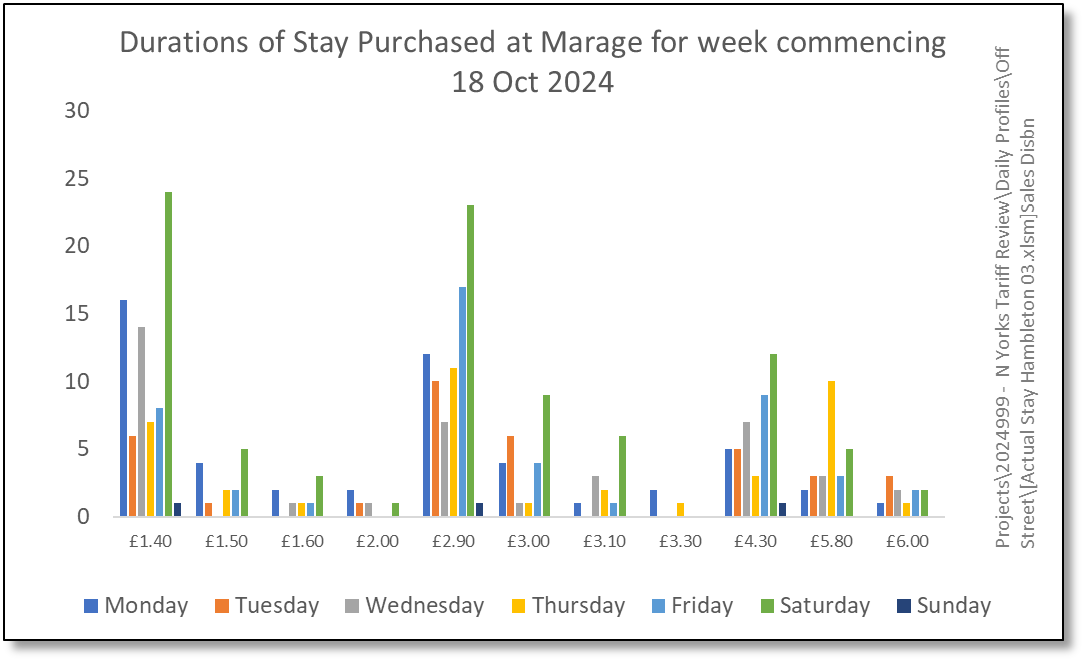 Durations of Stay Purchased at Marage for week commencing
18 Oct 2024
30
25
20
15
10
5
0
£1.40 £1.50 £1.60 £2.00 £2.90 £3.00 £3.10 £3.30 £4.30 £5.80 £6.00
Monday Tuesday Wednesday Thursday Friday Saturday Sunday
Projects\2024999 - N Yorks Tariff Review\Daily Profiles\Off
Street\[Actual Stay Hambleton 03.xlsm]Sales Disbn